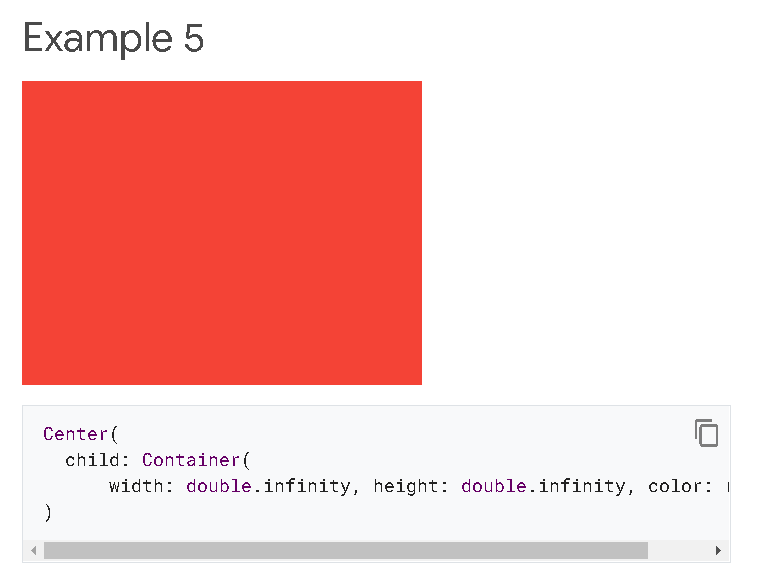 Example 5
Center(
child: Container(
width: double.infinity, height: double.infinity, color:
)